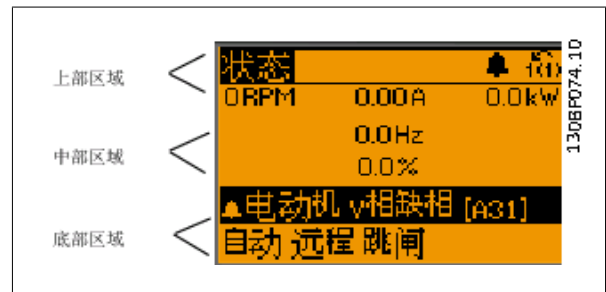 上部区域
状态 1(1)
0RPM 0.00A 0.0kW
中部区域
0.0Hz
0.0%
电动机 v相缺相 [A31]
底部区域
自动 远程 跳闸
130BP074.10